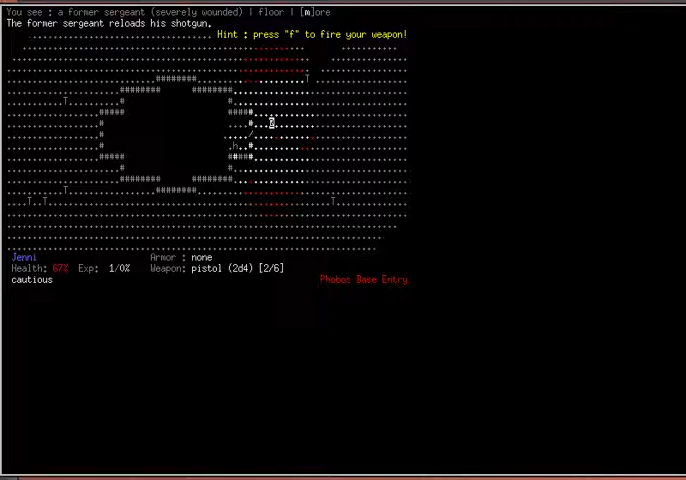 You see : a former sergeant (severely wounded) | floor | [m]ore
The former sergeant reloads his shotgun.
Hint : press "f" to fire your weapon!
Jenni Armor : none
Health: 67% Exp: 1/0% Weapon: pistol (2d4) [2/6]
cautious Phobos Base Entry